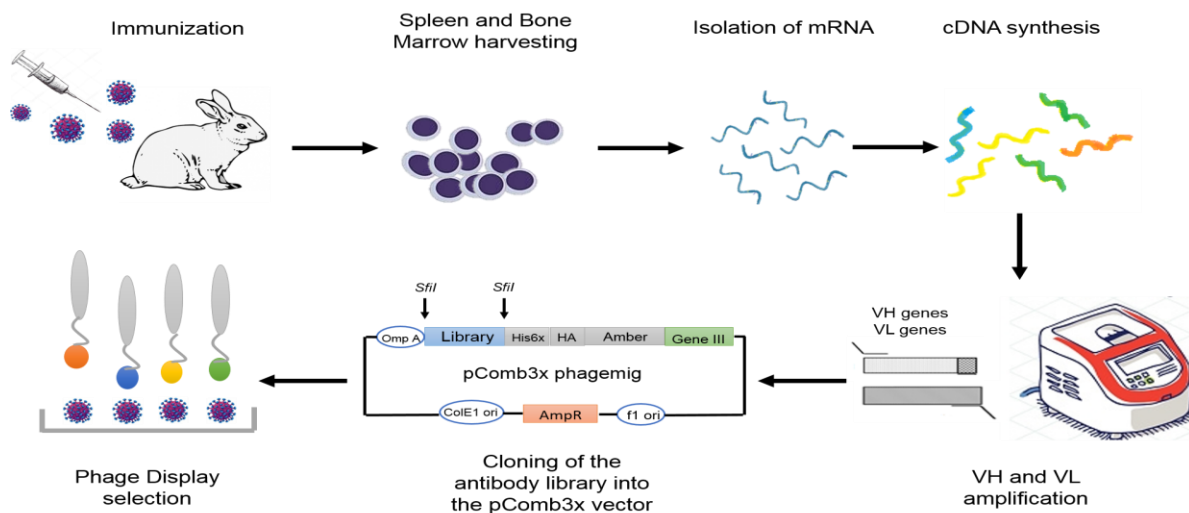 Immunization
Spleen and Bone
Marrow harvesting
Isolation of mRNA
cDNA synthesis
VH genes
VL genes
VH and VL
amplification
SfiI
SfiI
Omp A
Library
His6x
HA
Amber
Gene III
pComb3x phagemig
ColE1 ori
AmpR
f1 ori
Cloning of the
antibody library into
the pComb3x vector
Phage Display
selection